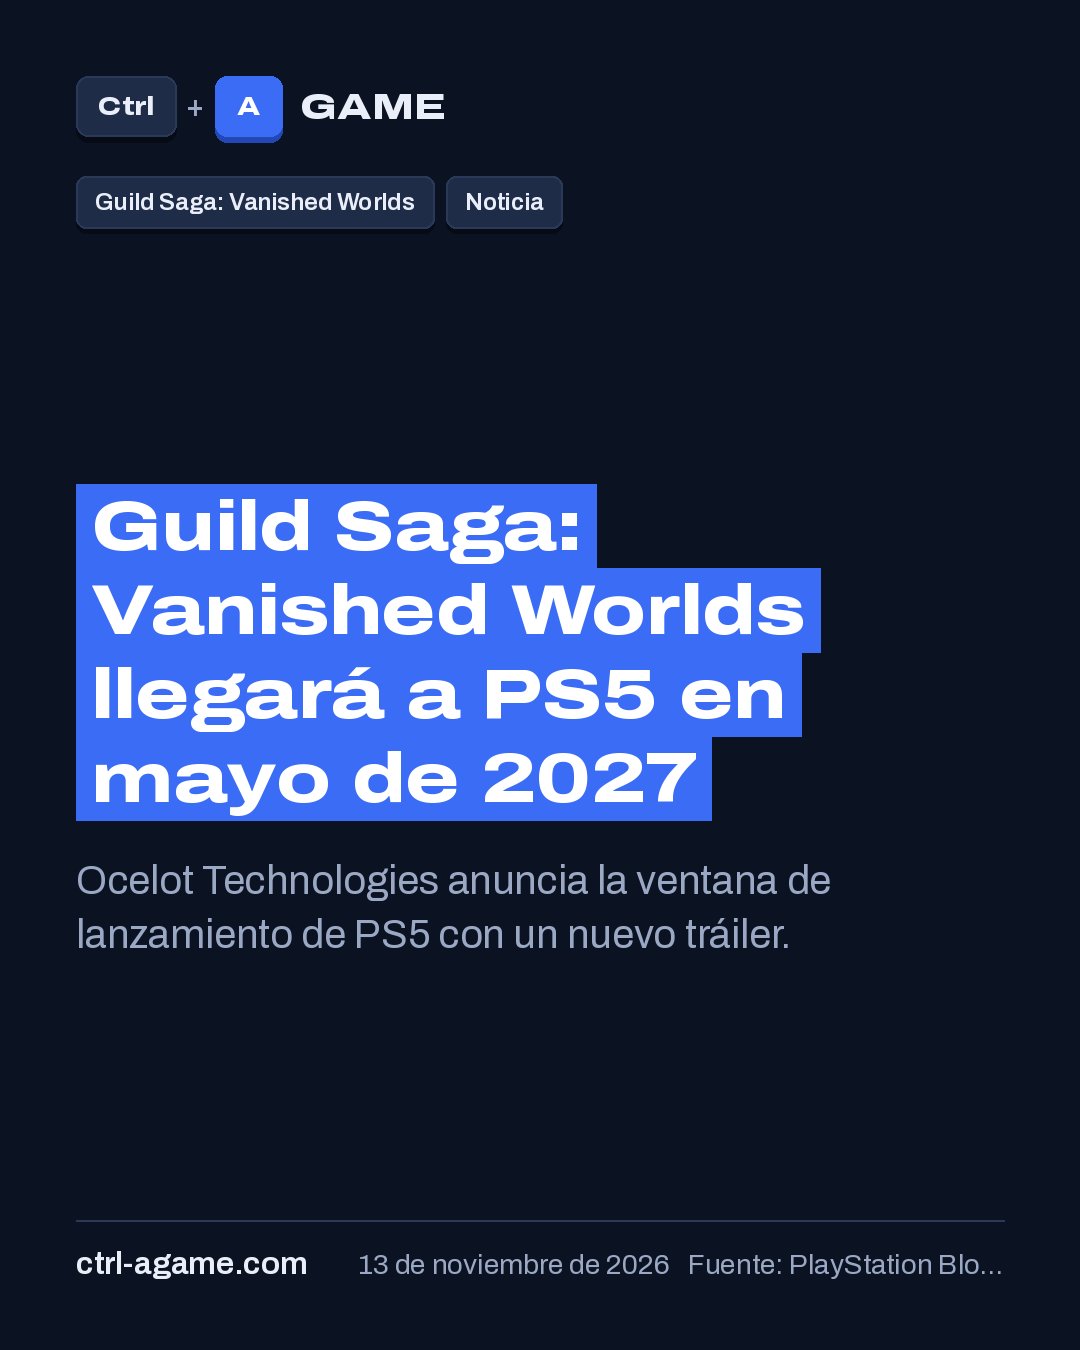 Ctrl + A GAME
Guild Saga: Vanished Worlds Noticia
Guild Saga:
Vanished Worlds
llegará a PS5 en
mayo de 2027
Ocelot Technologies anuncia la ventana de
lanzamiento de PS5 con un nuevo tráiler.
ctrl-agame.com 13 de noviembre de 2026 Fuente: PlayStation Blo...